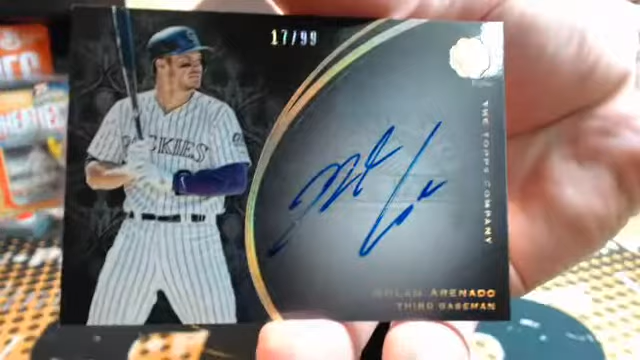 17/99
ROCKIES
THE TOPPS COMPANY
NOLAN ARENADO
THIRD BASEMAN